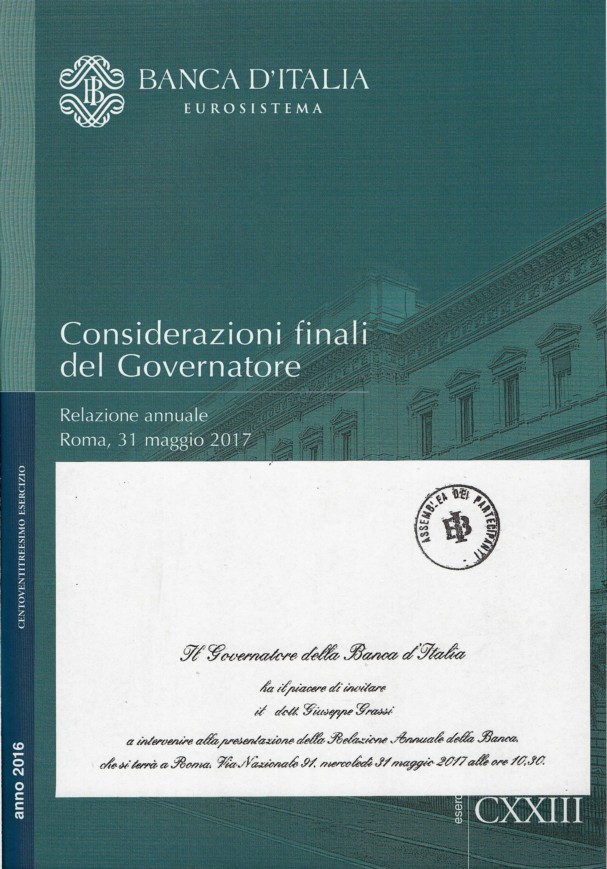 BANCA D'ITALIA
EUROSISTEMA
Considerazioni finali
del Governatore
Relazione annuale
Roma, 31 maggio 2017
CENTOVENTITREESIMO ESERCIZIO
anno 2016
ASSEMBLEA DEI PARTECIPANTI
Il Governatore della Banca d'Italia
ha il piacere di invitare
il dott. Giuseppe Grassi
a intervenire alla presentazione della Relazione Annuale della Banca,
che si terrà a Roma, Via Nazionale 91, mercoledì 31 maggio 2017 alle ore 10,30.
CXXIII